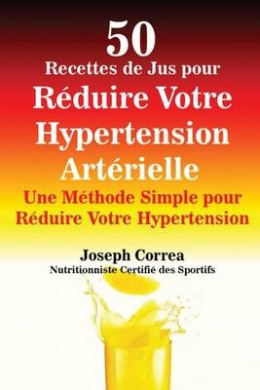 50
Recettes de Jus pour
Réduire Votre
Hypertension
Artérielle
Une Méthode Simple pour
Réduire Votre Hypertension
Joseph Correa
Nutritionniste Certifié des Sportifs